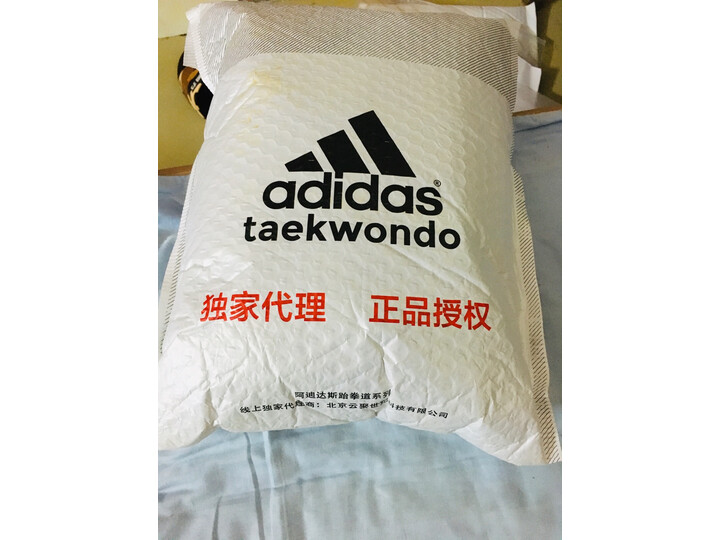 adidas®
taekwondo
独家代理 正品授权
阿迪达斯跆拳道系列
线上独家代理商：北京云
科技有限公司